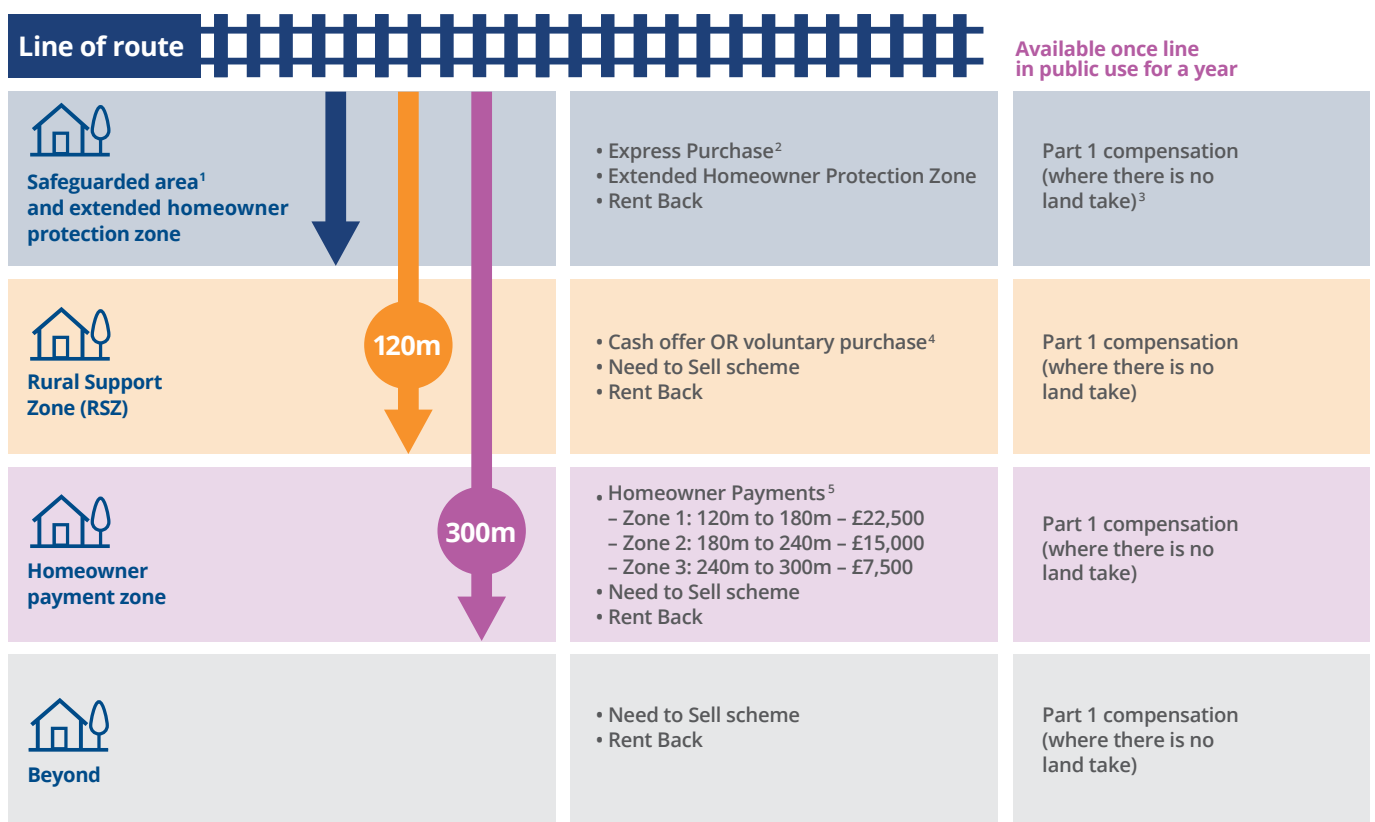 Line of route
Available once line
in public use for a year
Safeguarded area¹
and extended homeowner
protection zone
• Express Purchase²
• Extended Homeowner Protection Zone
• Rent Back
Part 1 compensation
(where there is no
land take)³
120m
Rural Support
Zone (RSZ)
• Cash offer OR voluntary purchase⁴
• Need to Sell scheme
• Rent Back
Part 1 compensation
(where there is no
land take)
300m
Homeowner
payment zone
• Homeowner Payments⁵
– Zone 1: 120m to 180m – £22,500
– Zone 2: 180m to 240m – £15,000
– Zone 3: 240m to 300m – £7,500
• Need to Sell scheme
• Rent Back
Part 1 compensation
(where there is no
land take)
Beyond
• Need to Sell scheme
• Rent Back
Part 1 compensation
(where there is no
land take)